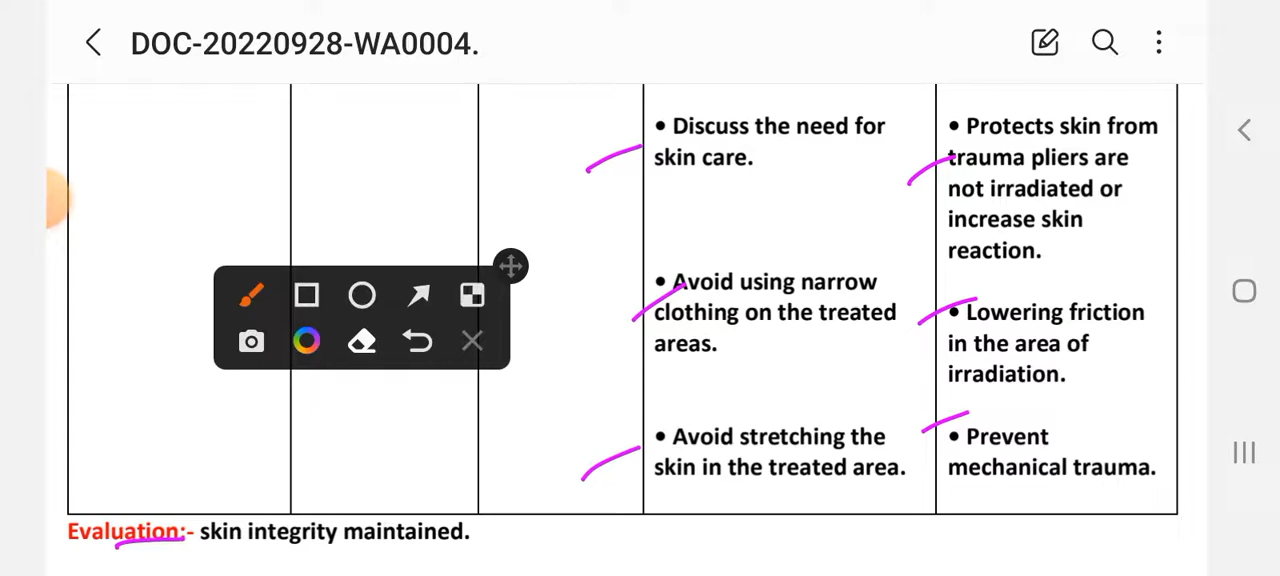 DOC-20220928-WA0004.
• Discuss the need for
skin care.
• Avoid using narrow
clothing on the treated
areas.
• Avoid stretching the
skin in the treated area.
• Protects skin from
trauma pliers are
not irradiated or
increase skin
reaction.
• Lowering friction
in the area of
irradiation.
• Prevent
mechanical trauma.
Evaluation:- skin integrity maintained.